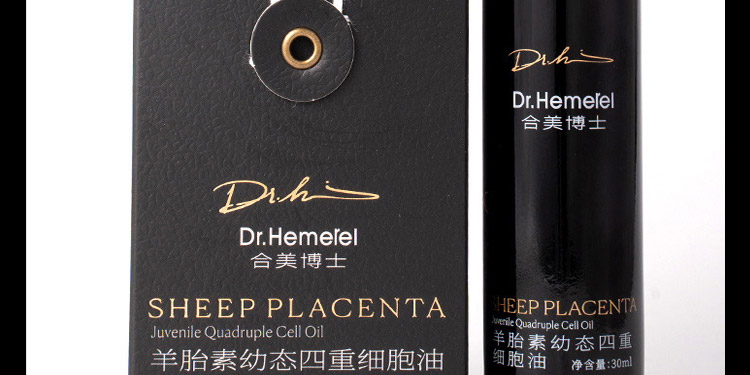 Dr.h
Dr.Hemerel
合美博士
SHEEP PLACENTA
Juvenile Quadruple Cell Oil
羊胎素幼态四重细胞油
Dr.h
Dr.Hemerel
合美博士
SHEEP PLACENTA
Juvenile Quadruple Cell Oil
羊胎素幼态四重
细胞油 净含量:30ml